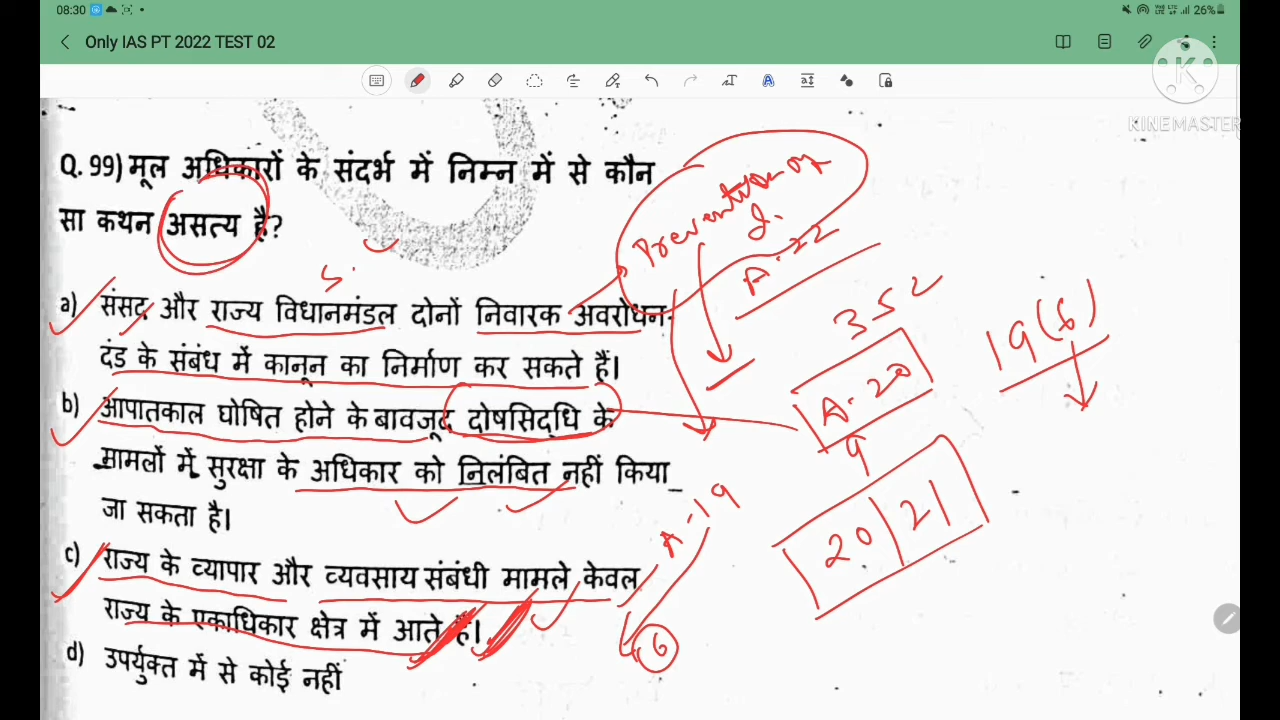 08:30
26%
Only IAS PT 2022 TEST 02
KINEMASTER
Q. 99) मूल अधिकारों के संदर्भ में निम्न में से कौन
सा कथन असत्य है?
a) संसद और राज्य विधानमंडल दोनों निवारक अवरोधन-
दंड के संबंध में कानून का निर्माण कर सकते हैं।
b) आपातकाल घोषित होने के बावजूद दोषसिद्धि के
मामलों में सुरक्षा के अधिकार को निलंबित नहीं किया
जा सकता है।
c) राज्य के व्यापार और व्यवसाय संबंधी मामले केवल
राज्य के एकाधिकार क्षेत्र में आते हैं।
d) उपर्युक्त में से कोई नहीं
A-22
352
A-20
19(6)
20 21
A-19
6